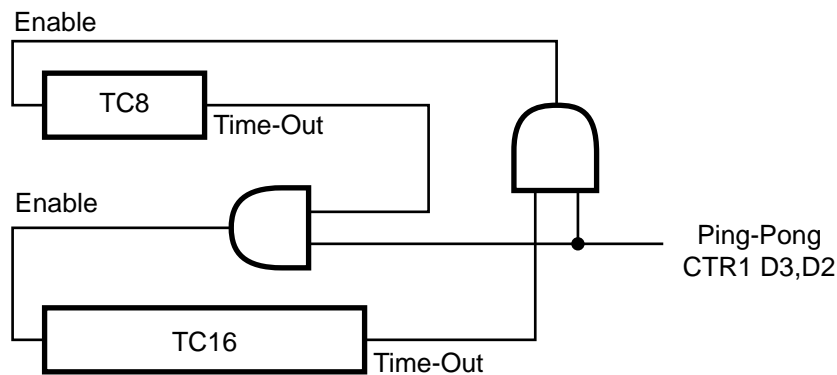 Enable
TC8
Time-Out
Enable
Ping-Pong
CTR1 D3,D2
TC16
Time-Out